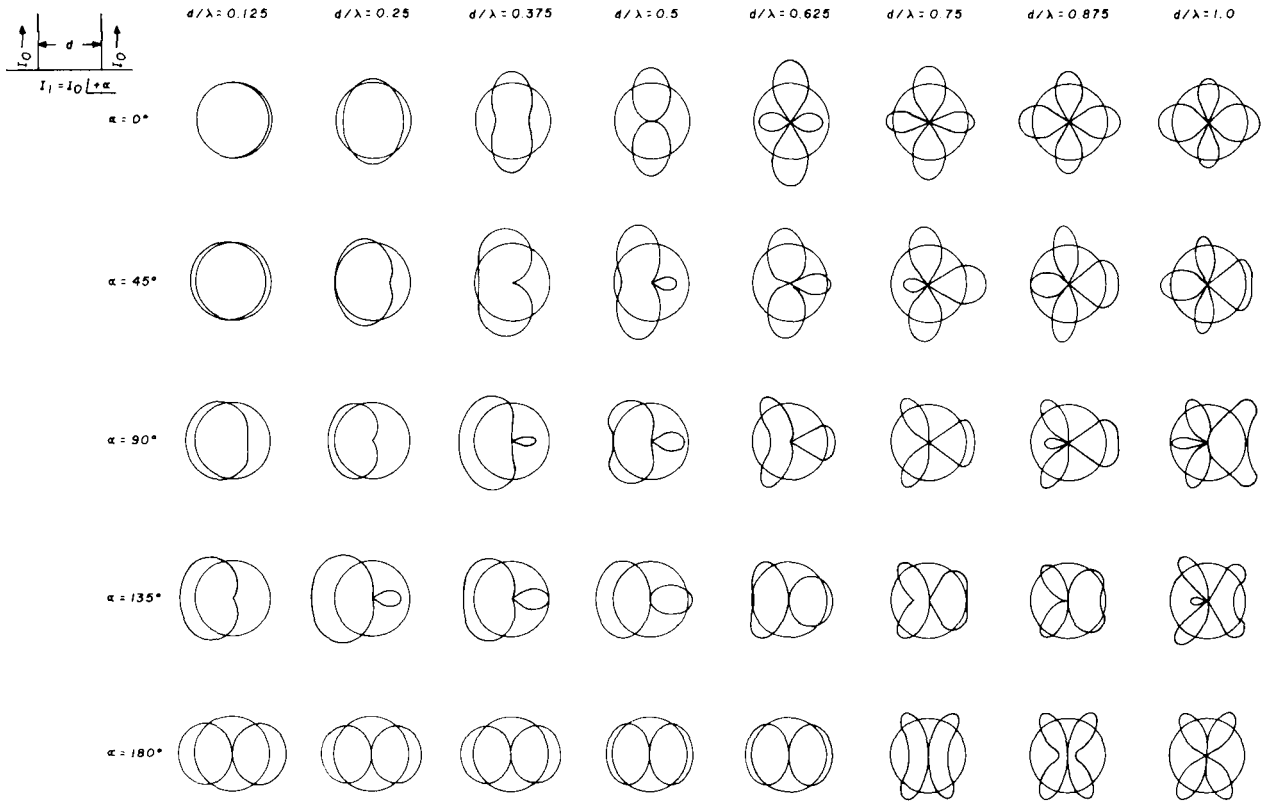 d/λ=0.125 d/λ=0.25 d/λ=0.375 d/λ=0.5 d/λ=0.625 d/λ=0.75 d/λ=0.875 d/λ=1.0
I0 d I0
I1 = I0 ∠+α
α = 0°
α = 45°
α = 90°
α = 135°
α = 180°